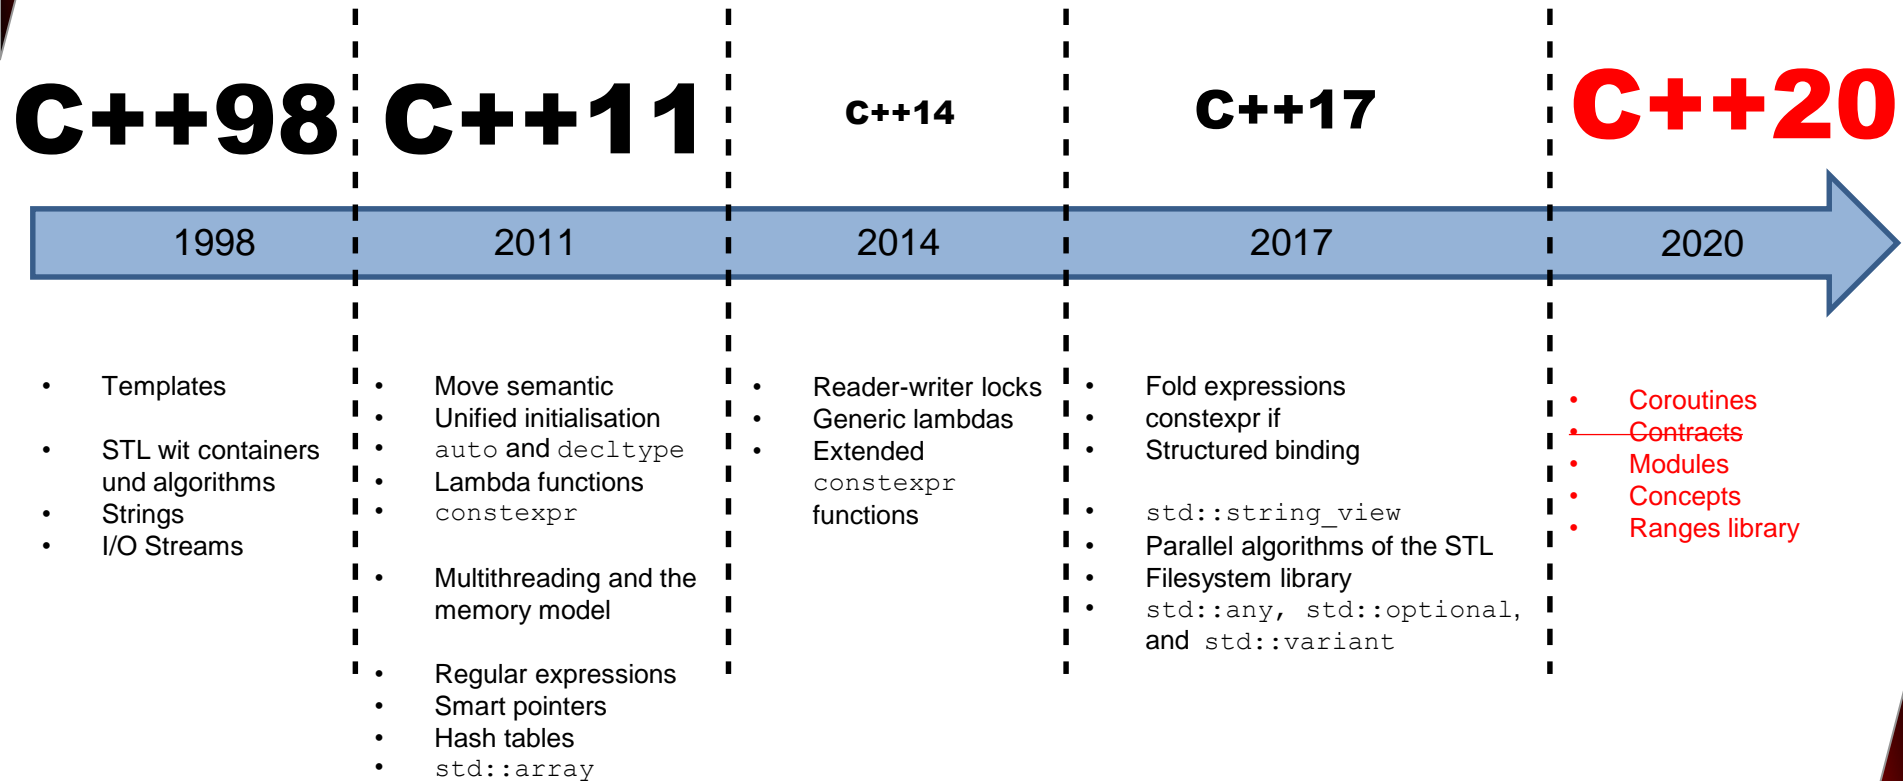 C++98
C++11
C++14
C++17
C++20
1998
2011
2014
2017
2020
• Templates
• STL wit containers
und algorithms
• Strings
• I/O Streams
• Move semantic
• Unified initialisation
• auto and decltype
• Lambda functions
• constexpr
• Multithreading and the
memory model
• Regular expressions
• Smart pointers
• Hash tables
• std::array
• Reader-writer locks
• Generic lambdas
• Extended
constexpr
functions
• Fold expressions
• constexpr if
• Structured binding
• std::string_view
• Parallel algorithms of the STL
• Filesystem library
• std::any, std::optional,
and std::variant
• Coroutines
• Contracts
• Modules
• Concepts
• Ranges library